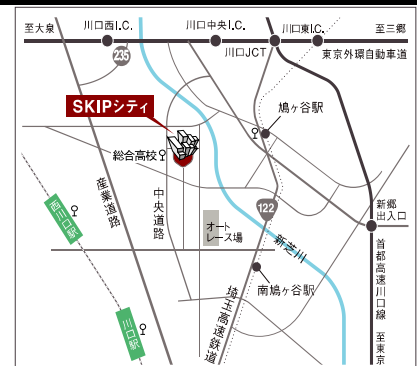 至大泉
川口西I.C.
川口中央I.C.
川口東I.C.
至三郷
川口JCT
東京外環自動車道
235
SKIPシティ
鳩ヶ谷駅
総合高校
産業道路
中央道路
西川口駅
122
オート
レース場
新芝川
新郷
出入口
南鳩ヶ谷駅
川口駅
埼玉高速鉄道
首都高速川口線
至東京